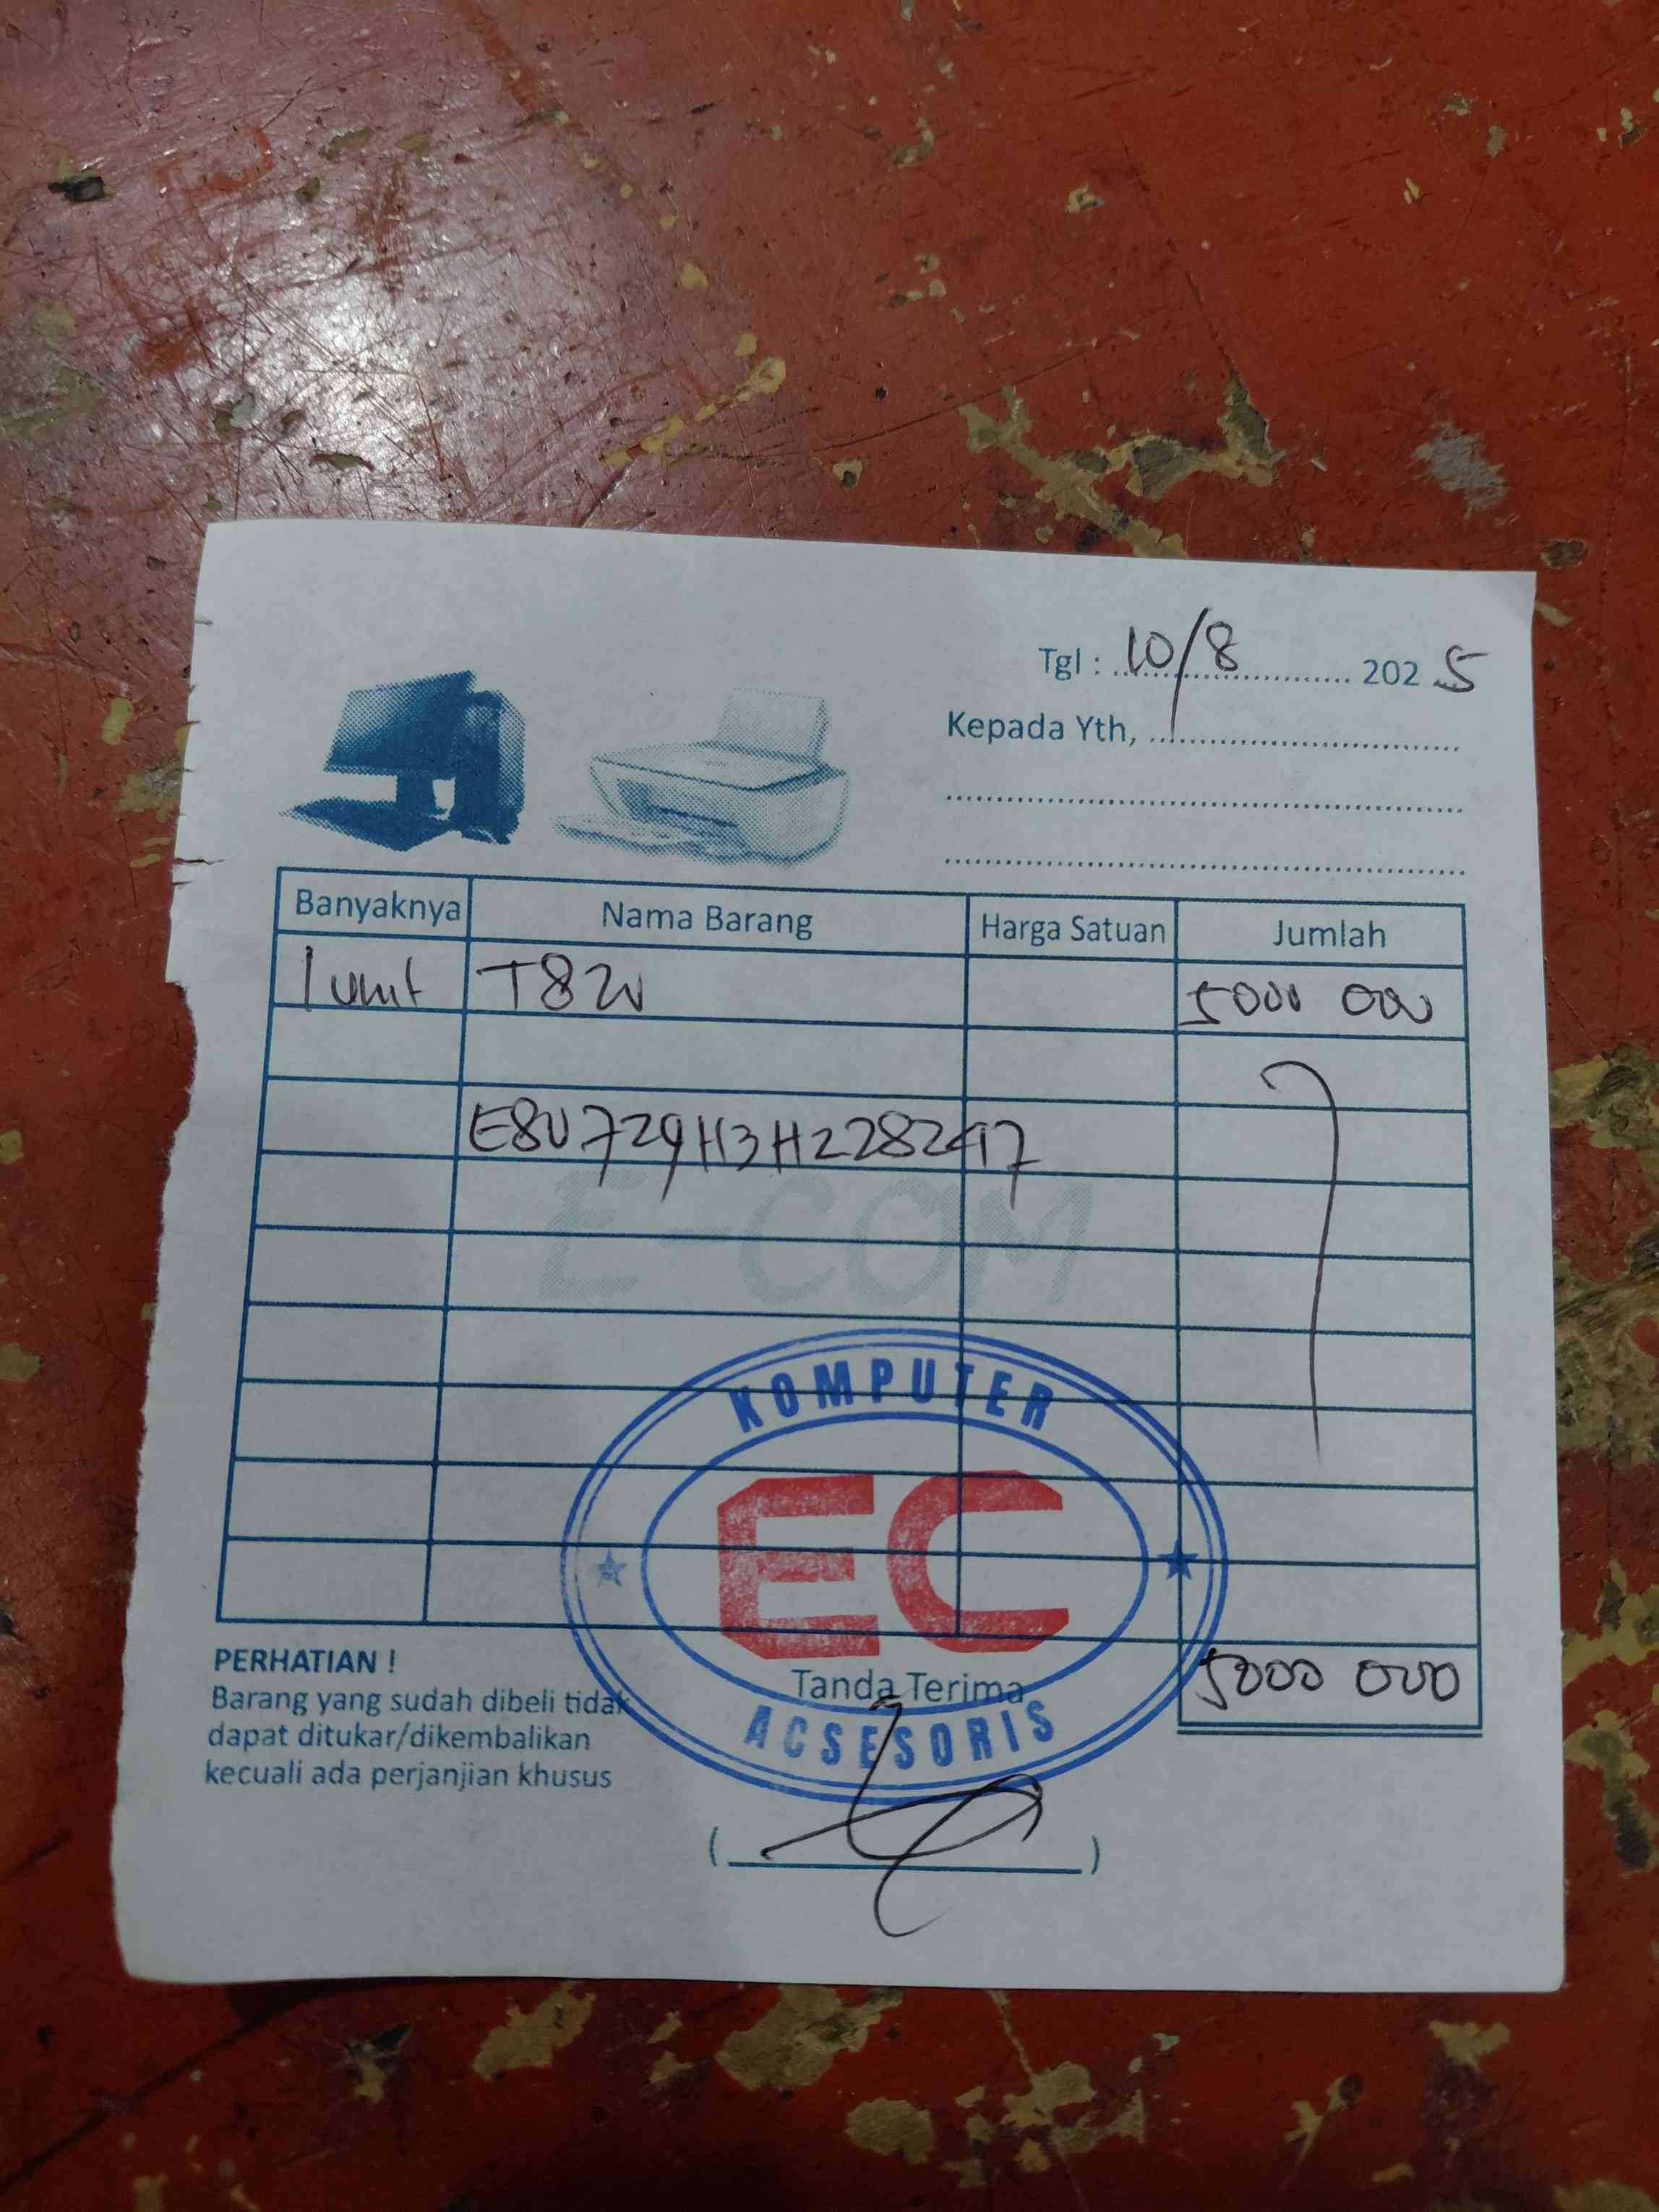 Tgl : 10/8 2025
Kepada Yth,
Banyaknya Nama Barang Harga Satuan Jumlah
1 unit T820 5000 000
E8U729H3H228247
E-COM
KOMPUTER
EC
ACSESORIS
5000 000
PERHATIAN !
Barang yang sudah dibeli tidak
dapat ditukar/dikembalikan
kecuali ada perjanjian khusus
Tanda Terima